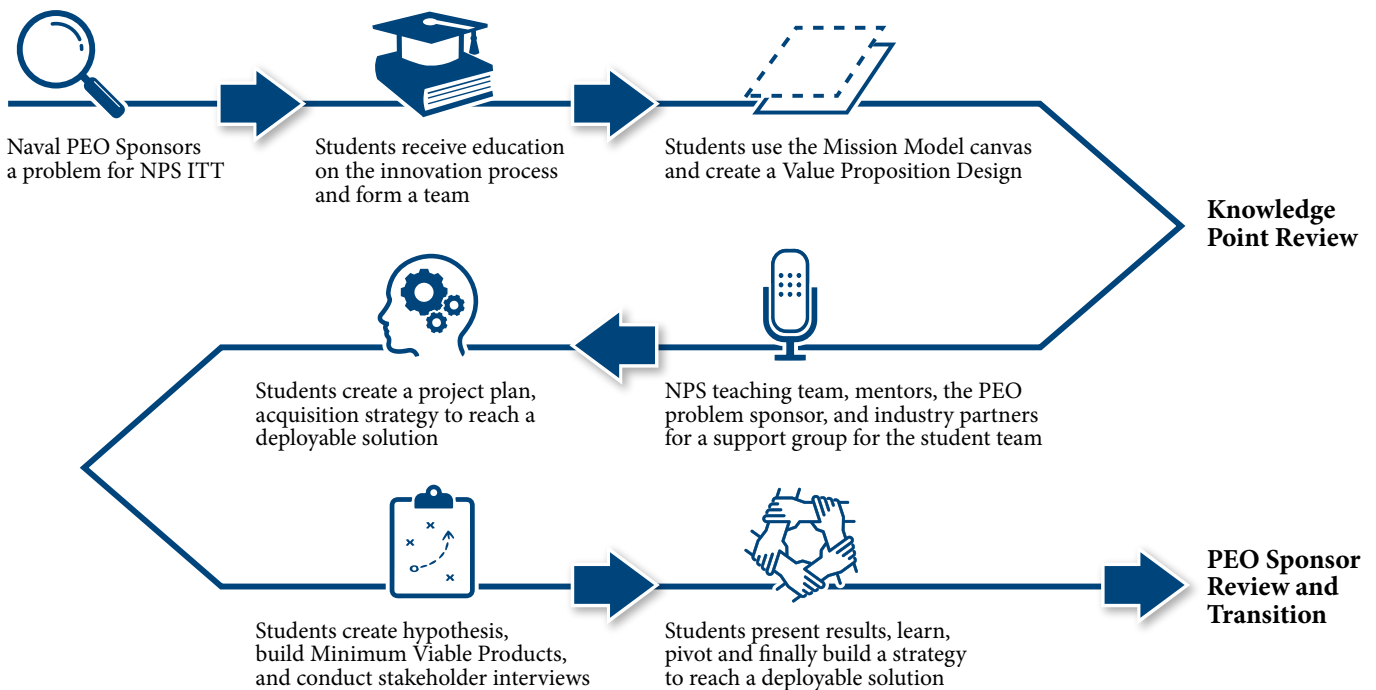 Naval PEO Sponsors
a problem for NPS ITT
Students receive education
on the innovation process
and form a team
Students use the Mission Model canvas
and create a Value Proposition Design
Knowledge
Point Review
NPS teaching team, mentors, the PEO
problem sponsor, and industry partners
for a support group for the student team
Students create a project plan,
acquisition strategy to reach a
deployable solution
Students create hypothesis,
build Minimum Viable Products,
and conduct stakeholder interviews
Students present results, learn,
pivot and finally build a strategy
to reach a deployable solution
PEO Sponsor
Review and
Transition